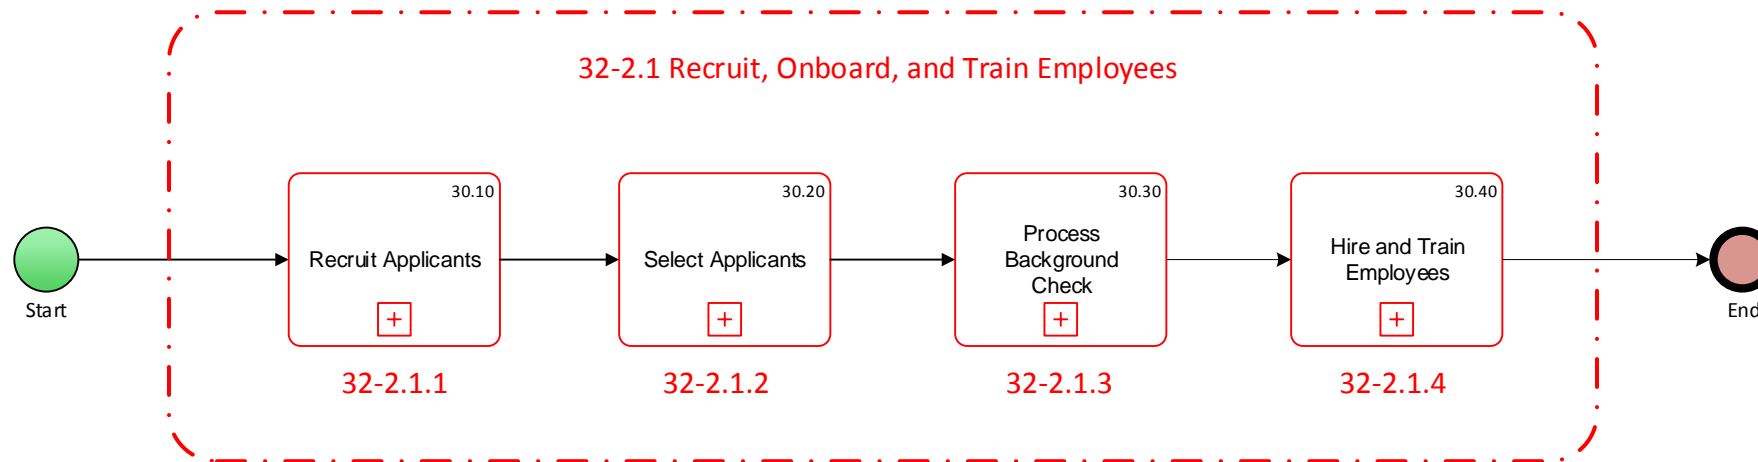 32-2.1 Recruit, Onboard, and Train Employees
Start
30.10
Recruit Applicants
32-2.1.1
30.20
Select Applicants
32-2.1.2
30.30
Process
Background
Check
32-2.1.3
30.40
Hire and Train
Employees
32-2.1.4
End